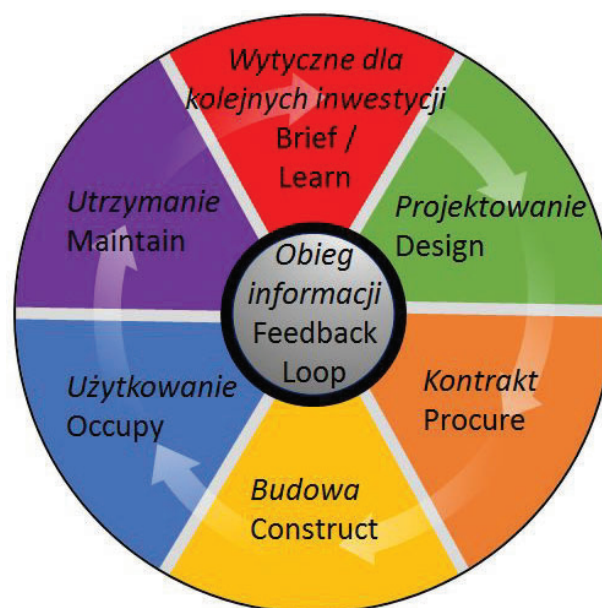 Wytyczne dla
kolejnych inwestycji
Brief /
Learn
Projektowanie
Design
Kontrakt
Procure
Budowa
Construct
Użytkowanie
Occupy
Utrzymanie
Maintain
Obieg
informacji
Feedback
Loop